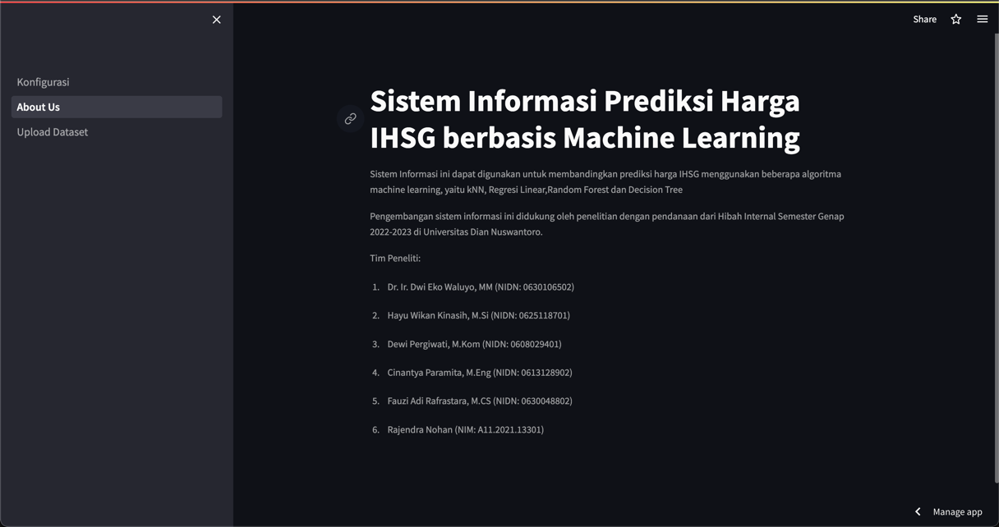 Share
Konfigurasi
About Us
Upload Dataset
Sistem Informasi Prediksi Harga
IHSG berbasis Machine Learning
Sistem Informasi ini dapat digunakan untuk membandingkan prediksi harga IHSG menggunakan beberapa algoritma
machine learning, yaitu kNN, Regresi Linear,Random Forest dan Decision Tree
Pengembangan sistem informasi ini didukung oleh penelitian dengan pendanaan dari Hibah Internal Semester Genap
2022-2023 di Universitas Dian Nuswantoro.
Tim Peneliti:
1. Dr. Ir. Dwi Eko Waluyo, MM (NIDN: 0630106502)
2. Hayu Wikan Kinasih, M.Si (NIDN: 0625118701)
3. Dewi Pergiwati, M.Kom (NIDN: 0608029401)
4. Cinantya Paramita, M.Eng (NIDN: 0613128902)
5. Fauzi Adi Rafrastara, M.CS (NIDN: 0630048802)
6. Rajendra Nohan (NIM: A11.2021.13301)
Manage app